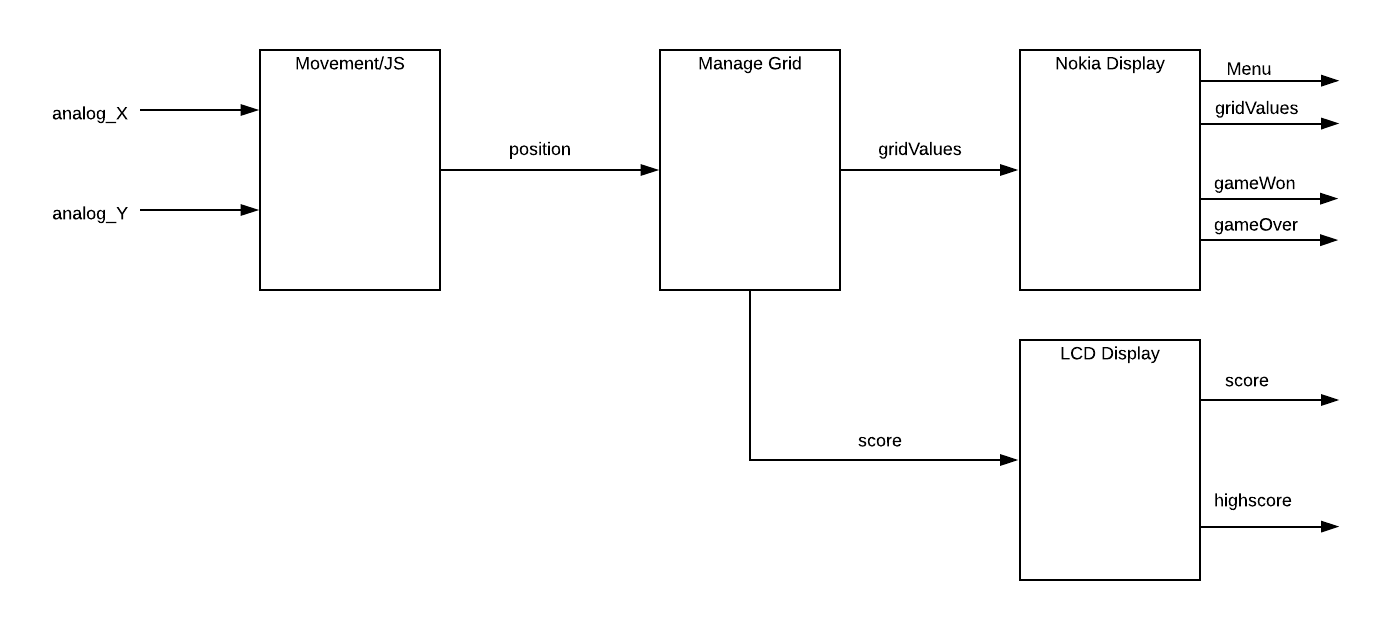 Movement/JS
Manage Grid
Nokia Display
Menu
analog_X
gridValues
position
gridValues
gameWon
analog_Y
gameOver
LCD Display
score
score
highscore